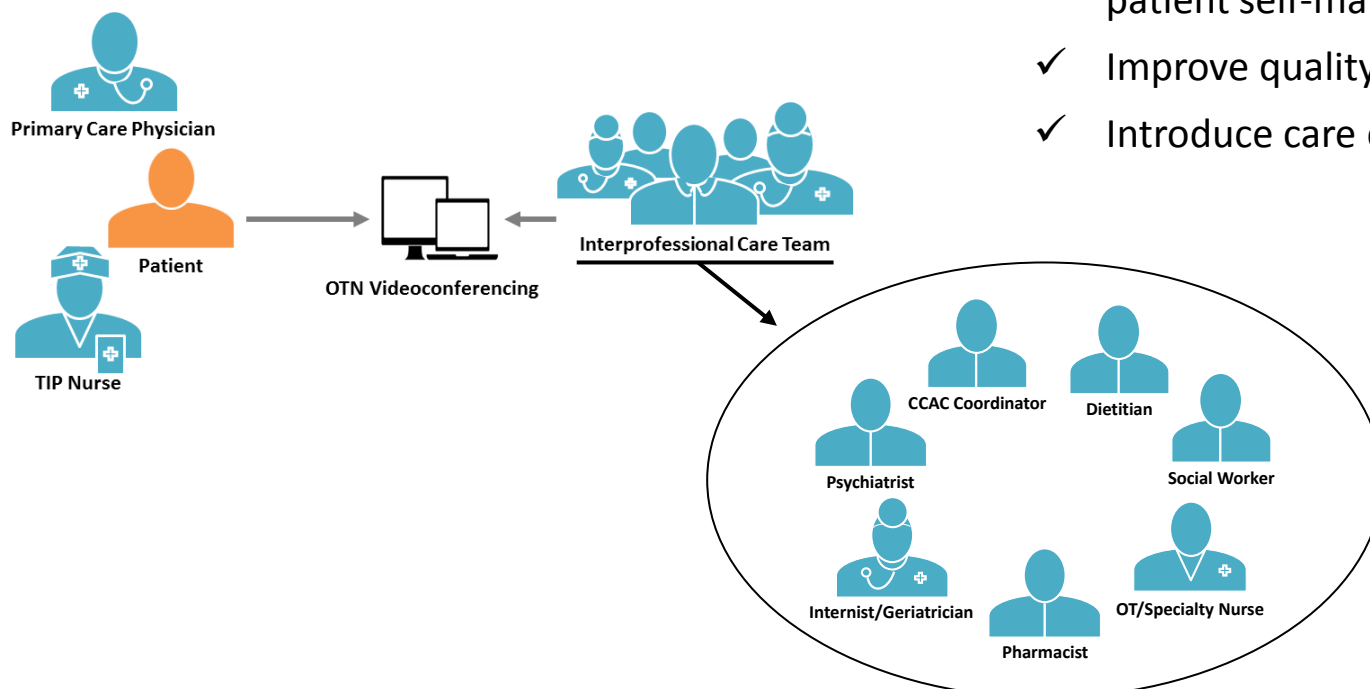 patient
✓ Improve quality
✓ Introduce care
Primary Care Physician
Patient
TIP Nurse
OTN Videoconferencing
Interprofessional Care Team
CCAC Coordinator
Dietitian
Psychiatrist
Social Worker
Internist/Geriatrician
OT/Specialty Nurse
Pharmacist